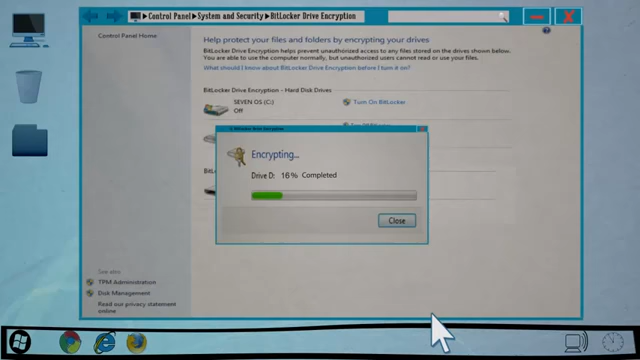 Control Panel ▶ System and Security ▶ BitLocker Drive Encryption
Control Panel Home
Help protect your files and folders by encrypting your drives
BitLocker Drive Encryption helps prevent unauthorized access to any files stored on the drives shown below.
You are able to use the computer normally, but unauthorized users cannot read or use your files.
What should I know about BitLocker Drive Encryption before I turn it on?
BitLocker Drive Encryption - Hard Disk Drives
SEVEN OS (C:)
Off
Turn On BitLocker
Encrypting...
Drive D: 16% Completed
Close
See also
TPM Administration
Disk Management
Read our privacy statement
online